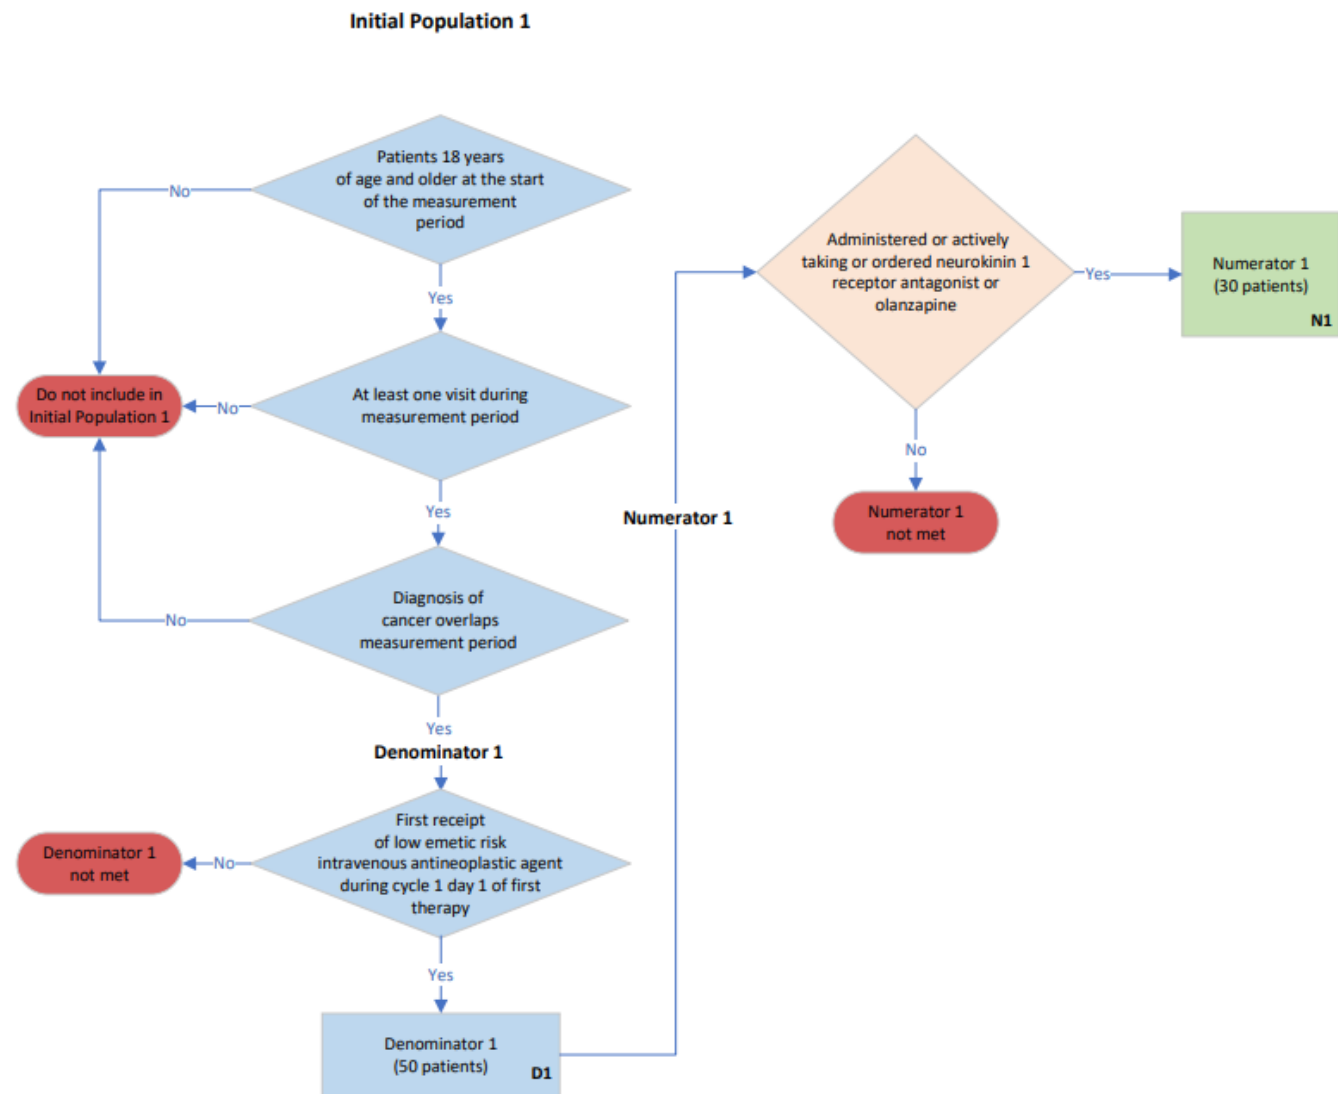 Initial Population 1
Patients 18 years
of age and older at the start
of the measurement
period
No
Yes
At least one visit during
measurement period
No
Do not include in
Initial Population 1
Yes
Diagnosis of
cancer overlaps
measurement period
No
Yes
Denominator 1
First receipt
of low emetic risk
intravenous antineoplastic agent
during cycle 1 day 1 of first
therapy
No
Denominator 1
not met
Yes
Denominator 1
(50 patients)
D1
Numerator 1
Administered or actively
taking or ordered neurokinin 1
receptor antagonist or
olanzapine
Yes
Numerator 1
(30 patients)
N1
No
Numerator 1
not met